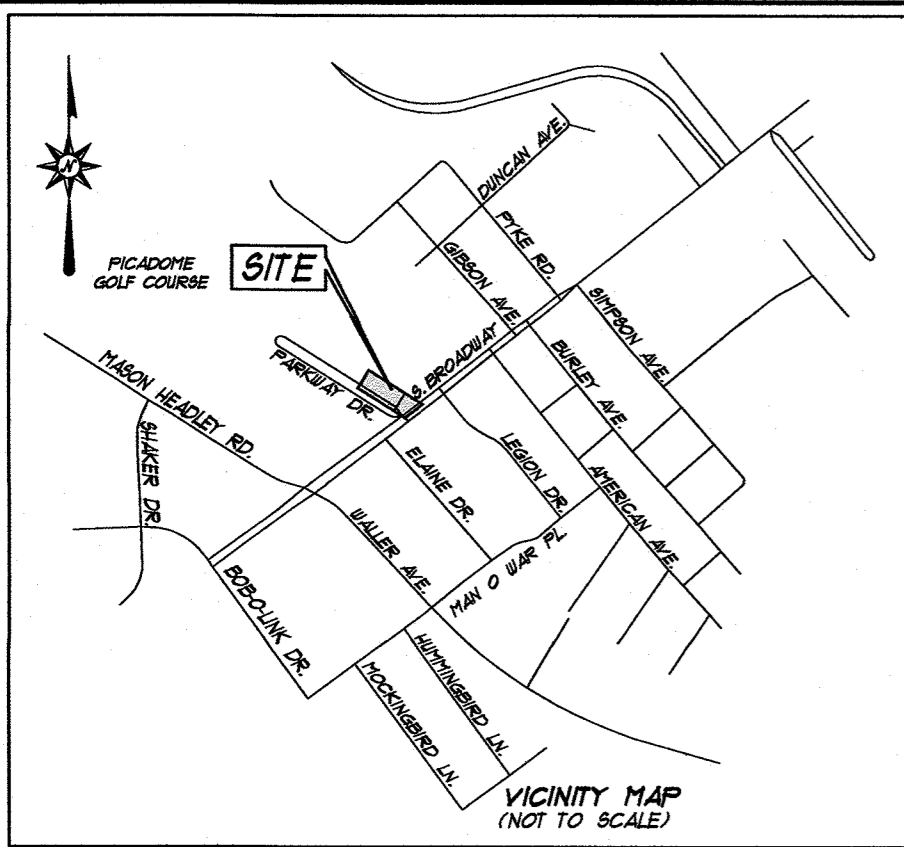 DUNCAN AVE.
PYKE RD.
GIBSON AVE.
N
PICADOME
GOLF COURSE
SITE
SIMPSON AVE.
S. BROADWAY
BURLEY AVE.
PARKWAY DR.
MASON HEADLEY RD.
SHAKER DR.
ELAINE DR.
LEGION DR.
AMERICAN AVE.
WALLER AVE.
MAN O WAR PL.
BOB-O-LINK DR.
HUMMINGBIRD LN.
MOCKINGBIRD LN.
VICINITY MAP
(NOT TO SCALE)